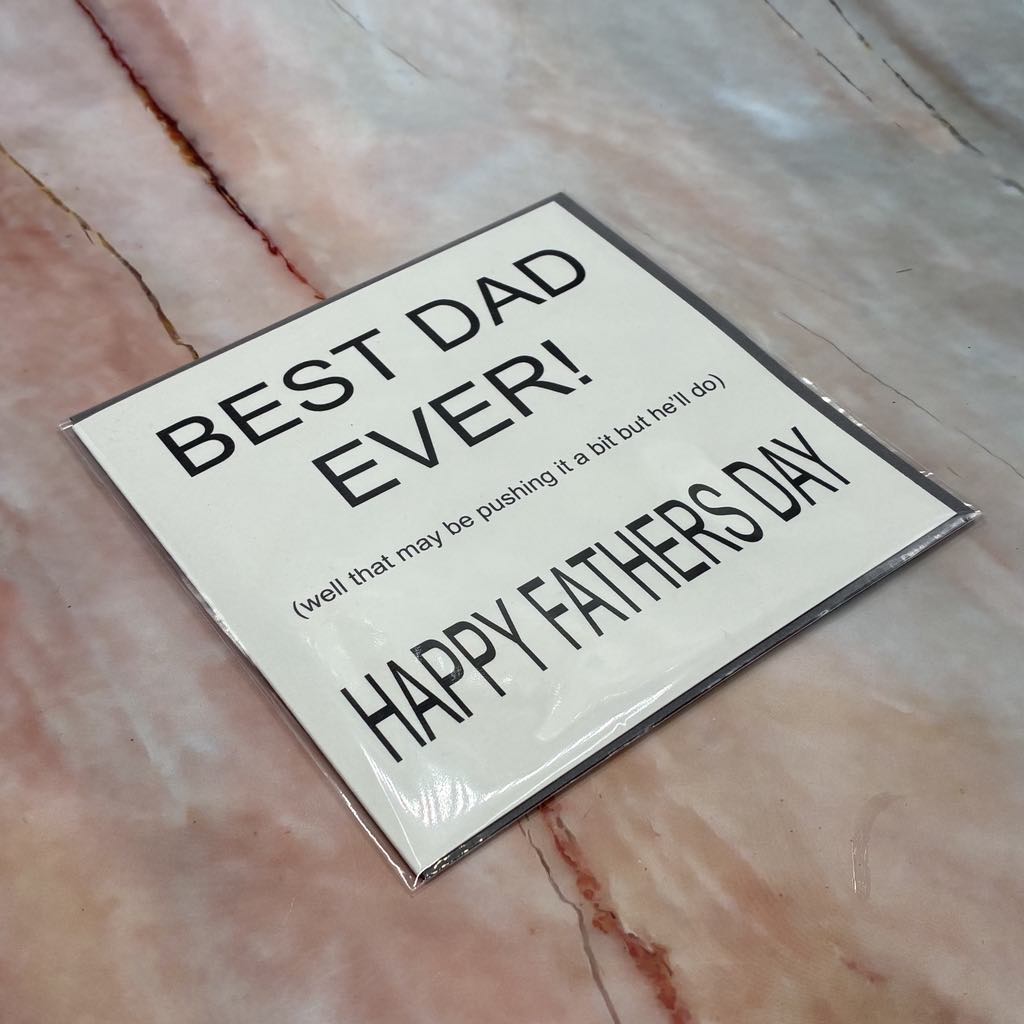 BEST DAD
EVER!
(well that may be pushing it a bit but he'll do)
HAPPY FATHERS DAY